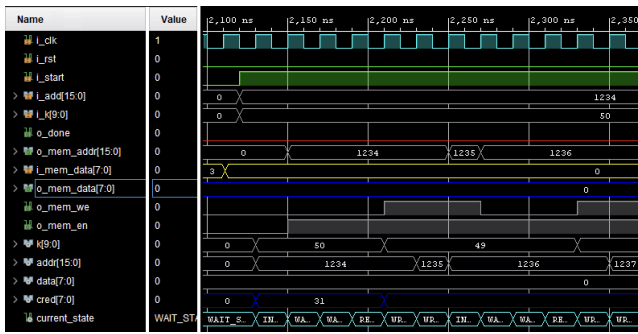 Name Value 2,100 ns 2,150 ns 2,200 ns 2,250 ns 2,300 ns 2,350
i_clk 1
i_rst 0
i_start 0
i_add[15:0] 0 0 1234
i_k[9:0] 0 0 50
o_done 0
o_mem_addr[15:0] 0 0 1234 1235 1236
i_mem_data[7:0] 0 3 0
o_mem_data[7:0] 0 0
o_mem_we 0
o_mem_en 0
k[9:0] 0 0 50 49
addr[15:0] 0 0 1234 1235 1236 1237
data[7:0] 0 0
cred[7:0] 0 0 31
current_state WAIT_STA WAIT_S.. IN.. WA.. WA.. RE.. WR.. WR.. IN.. WA.. WA.. RE.. WR.. WR..